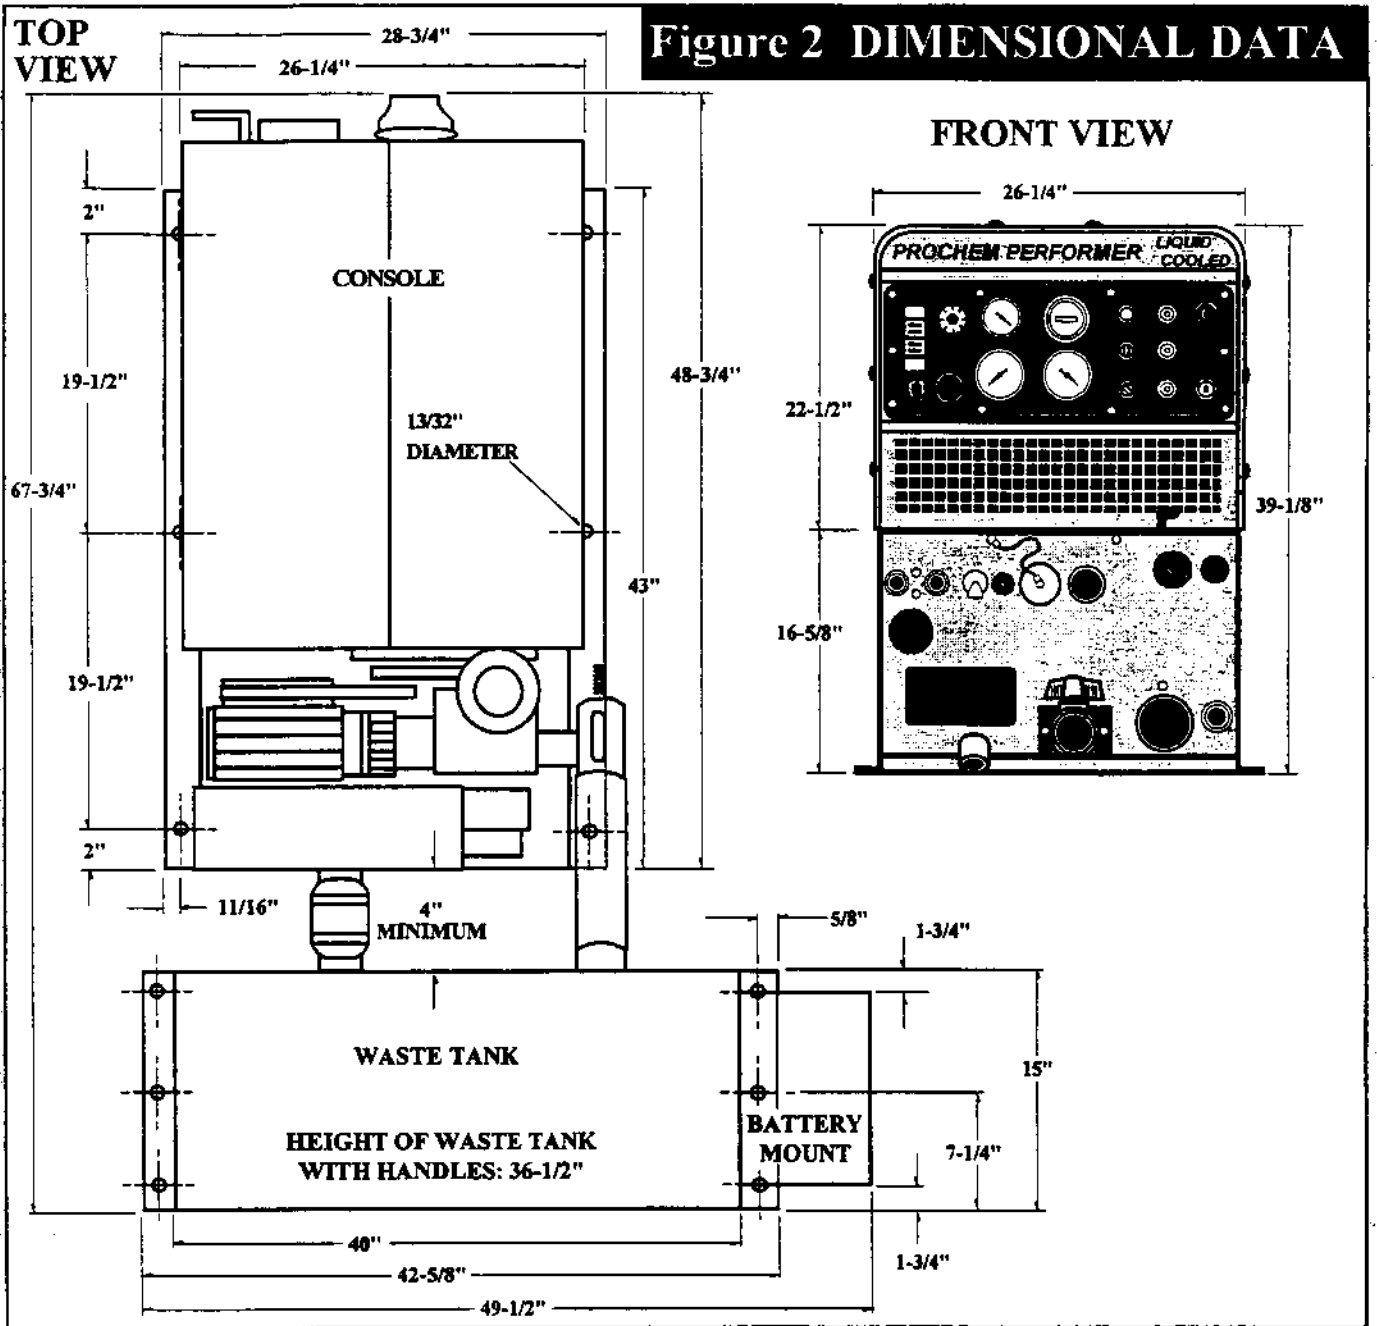 TOP
VIEW
Figure 2 DIMENSIONAL DATA
28-3/4"
26-1/4"
FRONT VIEW
26-1/4"
2"
PROCHEM PERFORMER
LIQUID
COOLED
CONSOLE
19-1/2"
48-3/4"
13/32"
DIAMETER
22-1/2"
67-3/4"
39-1/8"
43"
16-5/8"
19-1/2"
2"
11/16"
4"
MINIMUM
5/8"
1-3/4"
WASTE TANK
15"
HEIGHT OF WASTE TANK
WITH HANDLES: 36-1/2"
BATTERY
MOUNT
7-1/4"
40"
1-3/4"
42-5/8"
49-1/2"